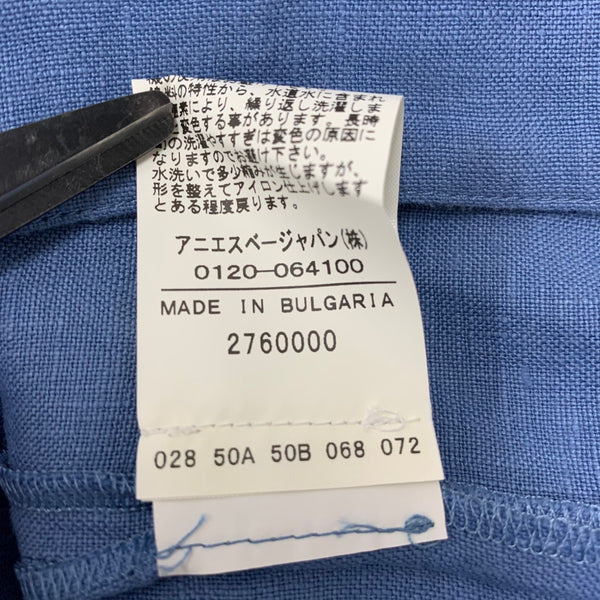 料の特性から、水道水に含まれ
素により、繰り返し洗濯しま
変色する事があります。長時
間の洗濯やすすぎは変色の原因に
なりますのでお避け下さい。
水洗いで多少縮みが生じますが、
形を整えてアイロン仕上げします
とある程度戻ります。
アニエスベージャパン(株)
0120-064100
MADE IN BULGARIA
2760000
028 50A 50B 068 072